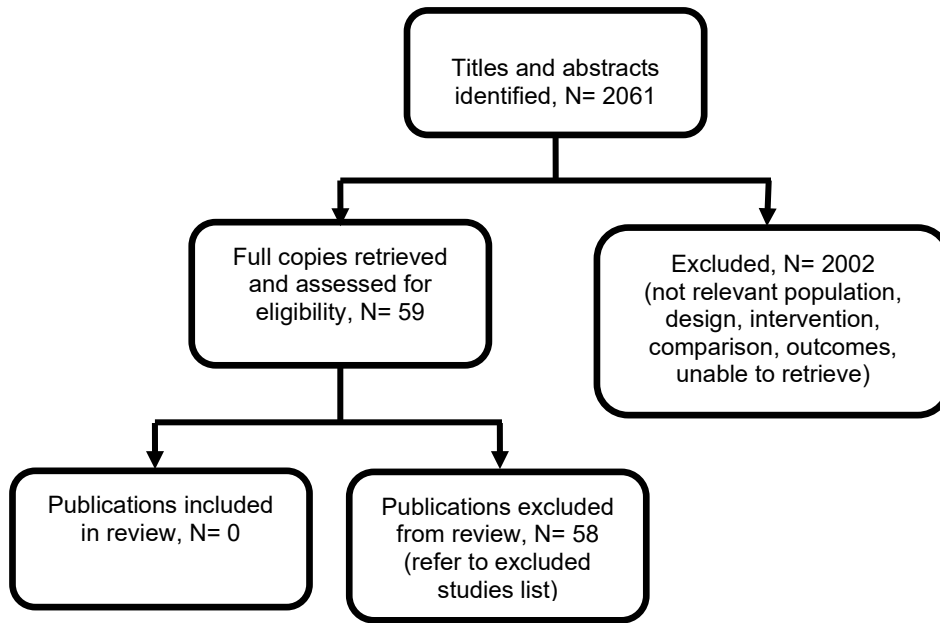 Titles and abstracts
identified, N= 2061
Full copies retrieved
and assessed for
eligibility, N= 59
Excluded, N= 2002
(not relevant population,
design, intervention,
comparison, outcomes,
unable to retrieve)
Publications included
in review, N= 0
Publications excluded
from review, N= 58
(refer to excluded
studies list)